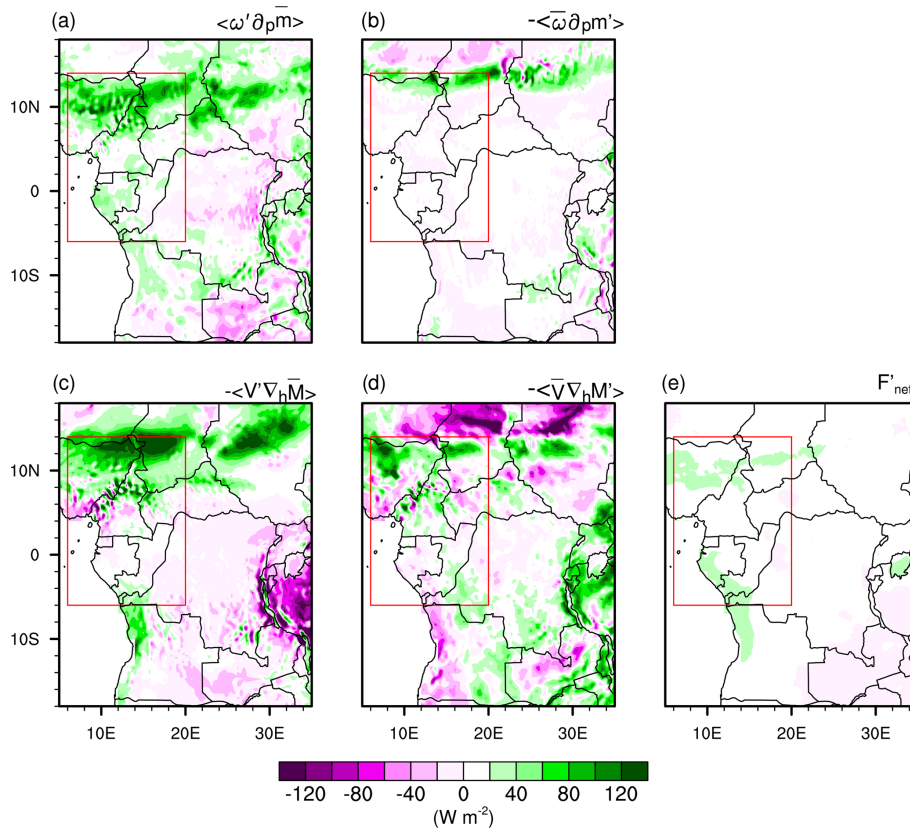 (a) <ω′∂pm̅>
(b) -<ω̅∂pm'>
10N
0
10S
(c) -<V'∇hM̅>
(d) -<V̅∇hM'>
(e) F'net
10N
0
10S
10E 20E 30E 10E 20E 30E 10E 20E 30E
-120 -80 -40 0 40 80 120
(W m-2)